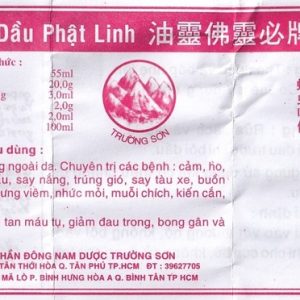 Dầu Phật Linh 油靈佛靈必牌
hức :
55ml
20,0g
g 3,0ml
2,0g
2,0ml
100ml
TRƯỜNG SƠN
u dùng :
ng ngoài da. Chuyên trị các bệnh : cảm, ho,
u, say nắng, trúng gió, say tàu xe, buồn
ưng viêm, nhức mỏi, muỗi chích, kiến cắn,
tan máu tụ, giảm đau trong, bong gân và
HẦN ĐÔNG NAM DƯỢC TRƯỜNG SƠN
TÂN THỚI HÒA Q. TÂN PHÚ TP.HCM ĐT : 39627705
MÃ LÒ P. BÌNH HƯNG HÒA A Q. BÌNH TÂN TP HCM